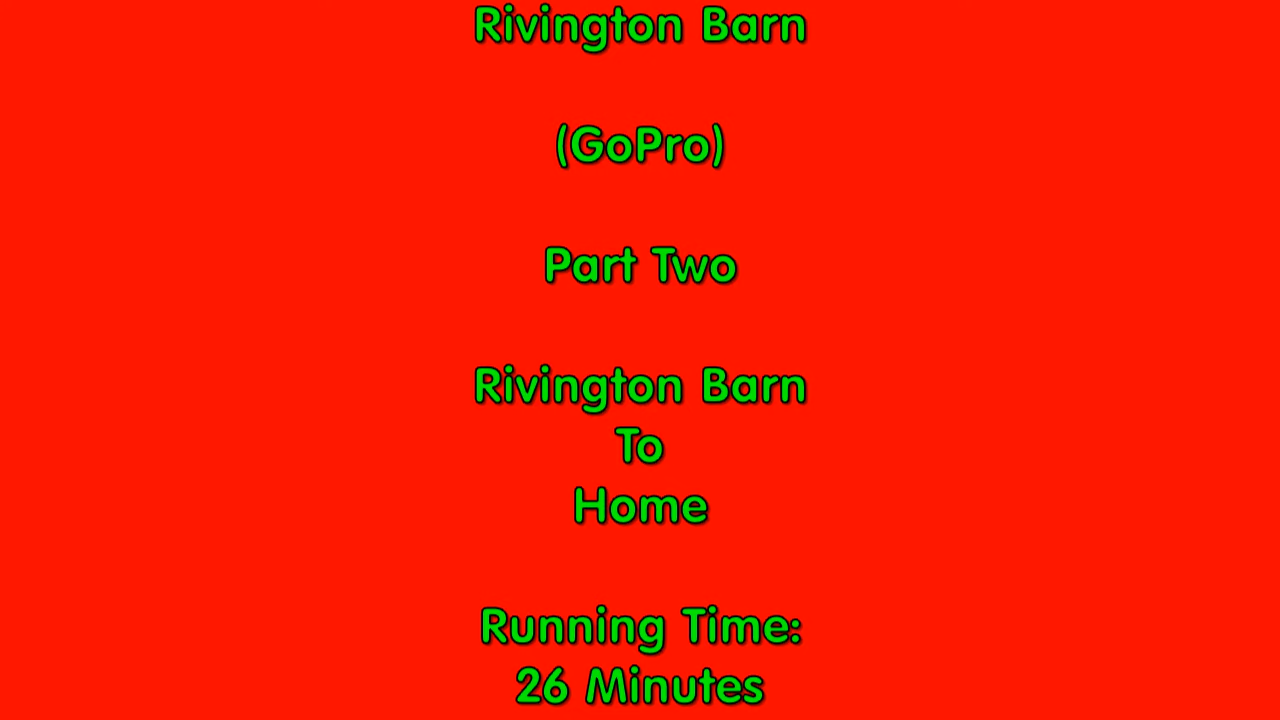 Rivington Barn
(GoPro)
Part Two
Rivington Barn
To
Home
Running Time:
26 Minutes